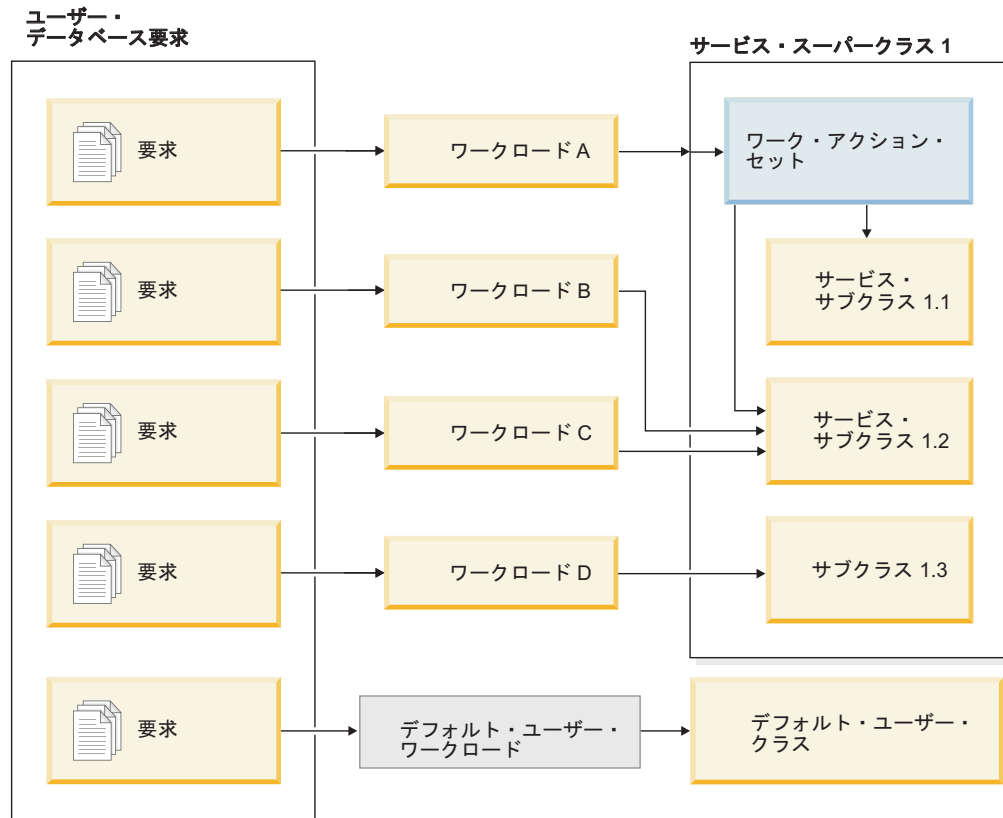 ユーザー・
データベース要求
サービス・スーパークラス 1
要求
ワークロード A
ワーク・アクション・
セット
要求
ワークロード B
サービス・
サブクラス 1.1
要求
ワークロード C
サービス・
サブクラス 1.2
要求
ワークロード D
サブクラス 1.3
要求
デフォルト・ユーザー・
ワークロード
デフォルト・ユーザー・
クラス